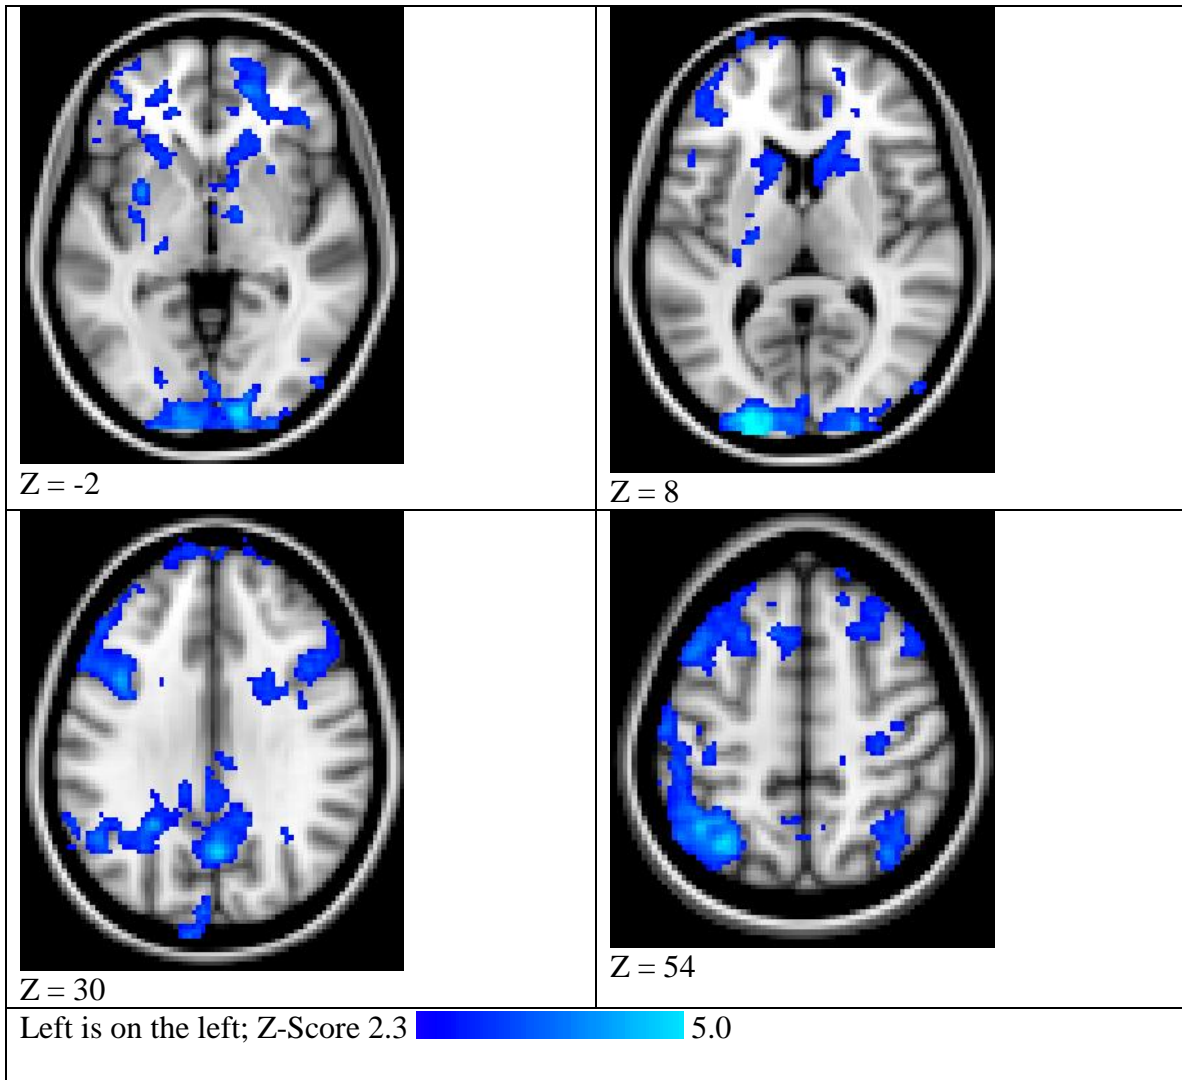 Z = -2
Z = 8
Z = 30
Z = 54
Left is on the left; Z-Score 2.3 5.0